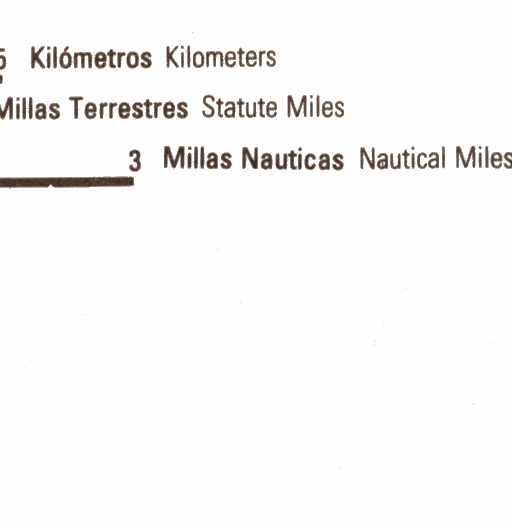 5 Kilómetros Kilometers
Millas Terrestres Statute Miles
3 Millas Nauticas Nautical Miles